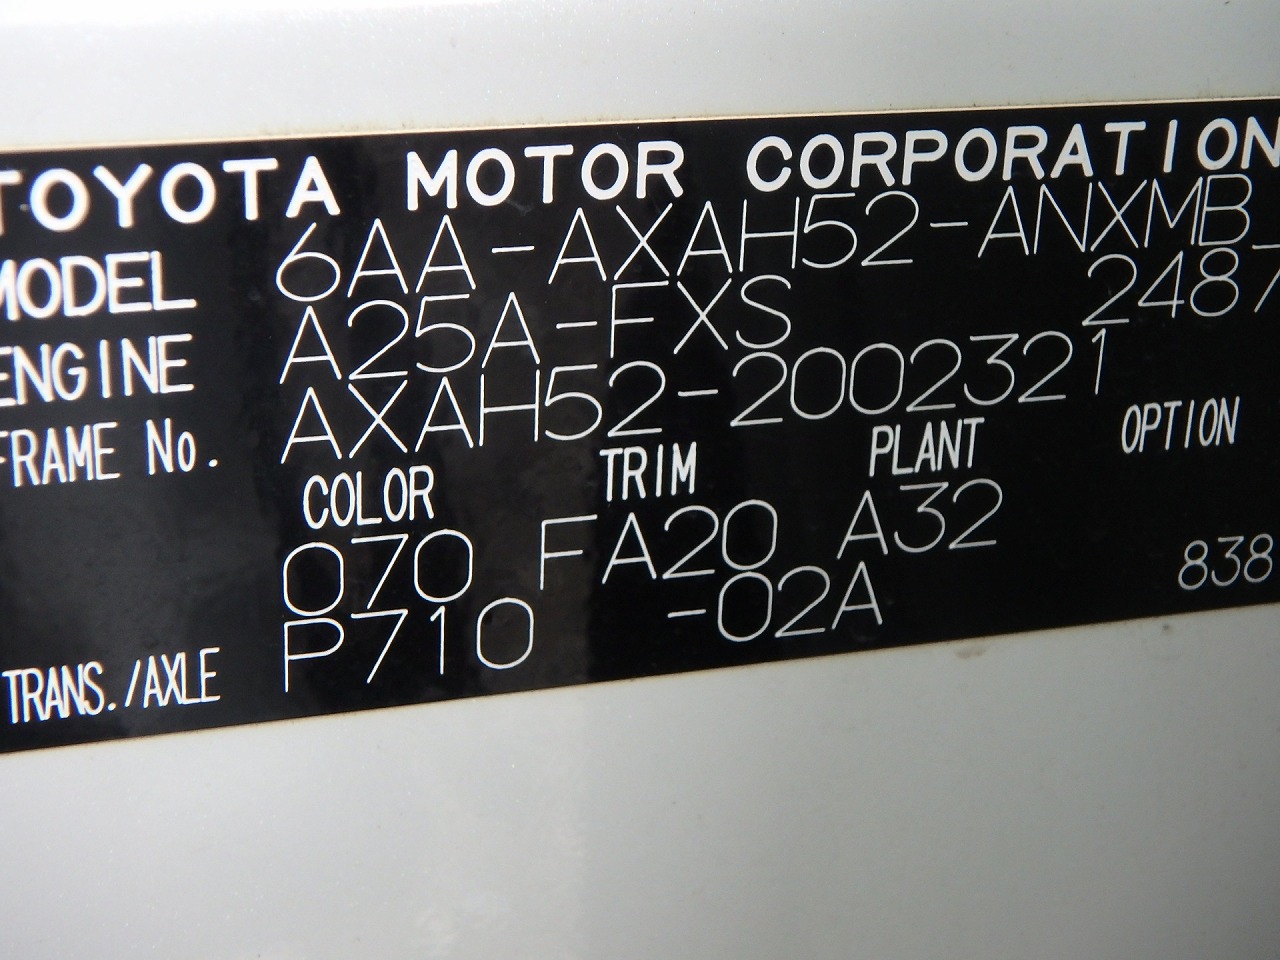 TOYOTA MOTOR CORPORATION
MODEL 6AA-AXAH52-ANXMB
ENGINE A25A-FXS 2487
FRAME No. AXAH52-2002321
COLOR TRIM PLANT OPTION
070 FA20 A32
TRANS./AXLE P710 -02A 838